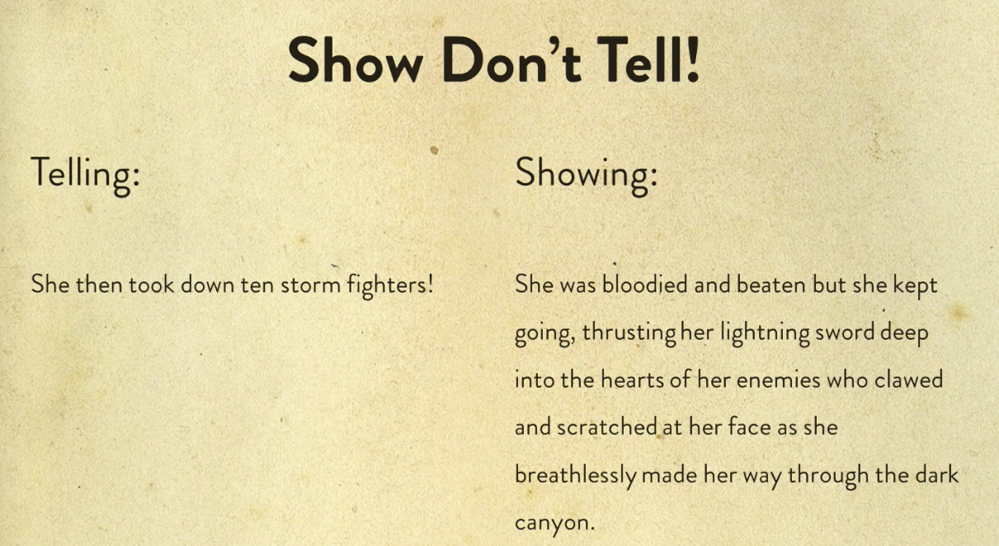 Show Don't Tell!
Telling:
She then took down ten storm fighters!
Showing:
She was bloodied and beaten but she kept
going, thrusting her lightning sword deep
into the hearts of her enemies who clawed
and scratched at her face as she
breathlessly made her way through the dark
canyon.